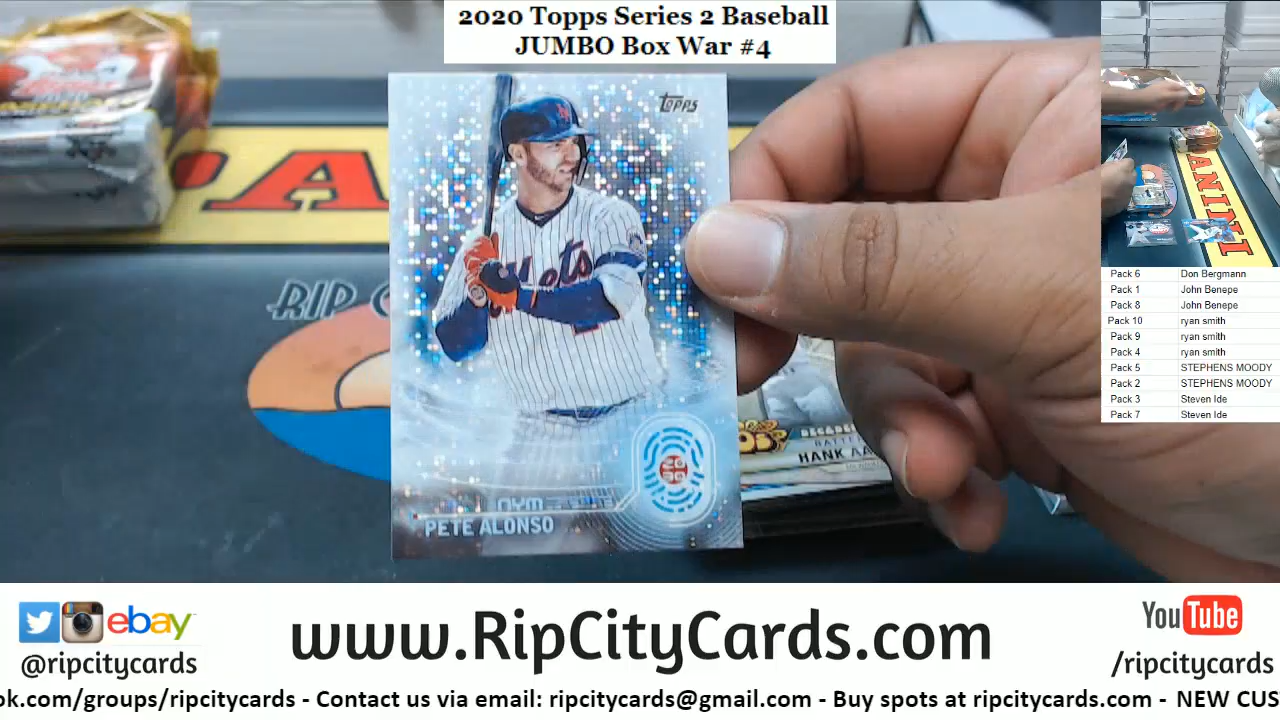 2020 Topps Series 2 Baseball
JUMBO Box War #4
Topps
Mets
NYM
PETE ALONSO
RIP C
HANK AA
PANINI
Pack 6 Don Bergmann
Pack 1 John Benepe
Pack 8 John Benepe
Pack 10 ryan smith
Pack 9 ryan smith
Pack 4 ryan smith
Pack 5 STEPHENS MOODY
Pack 2 STEPHENS MOODY
Pack 3 Steven Ide
Pack 7 Steven Ide
ebay
@ripcitycards
www.RipCityCards.com
YouTube
/ripcitycards
ok.com/groups/ripcitycards - Contact us via email: ripcitycards@gmail.com - Buy spots at ripcitycards.com - NEW CUS